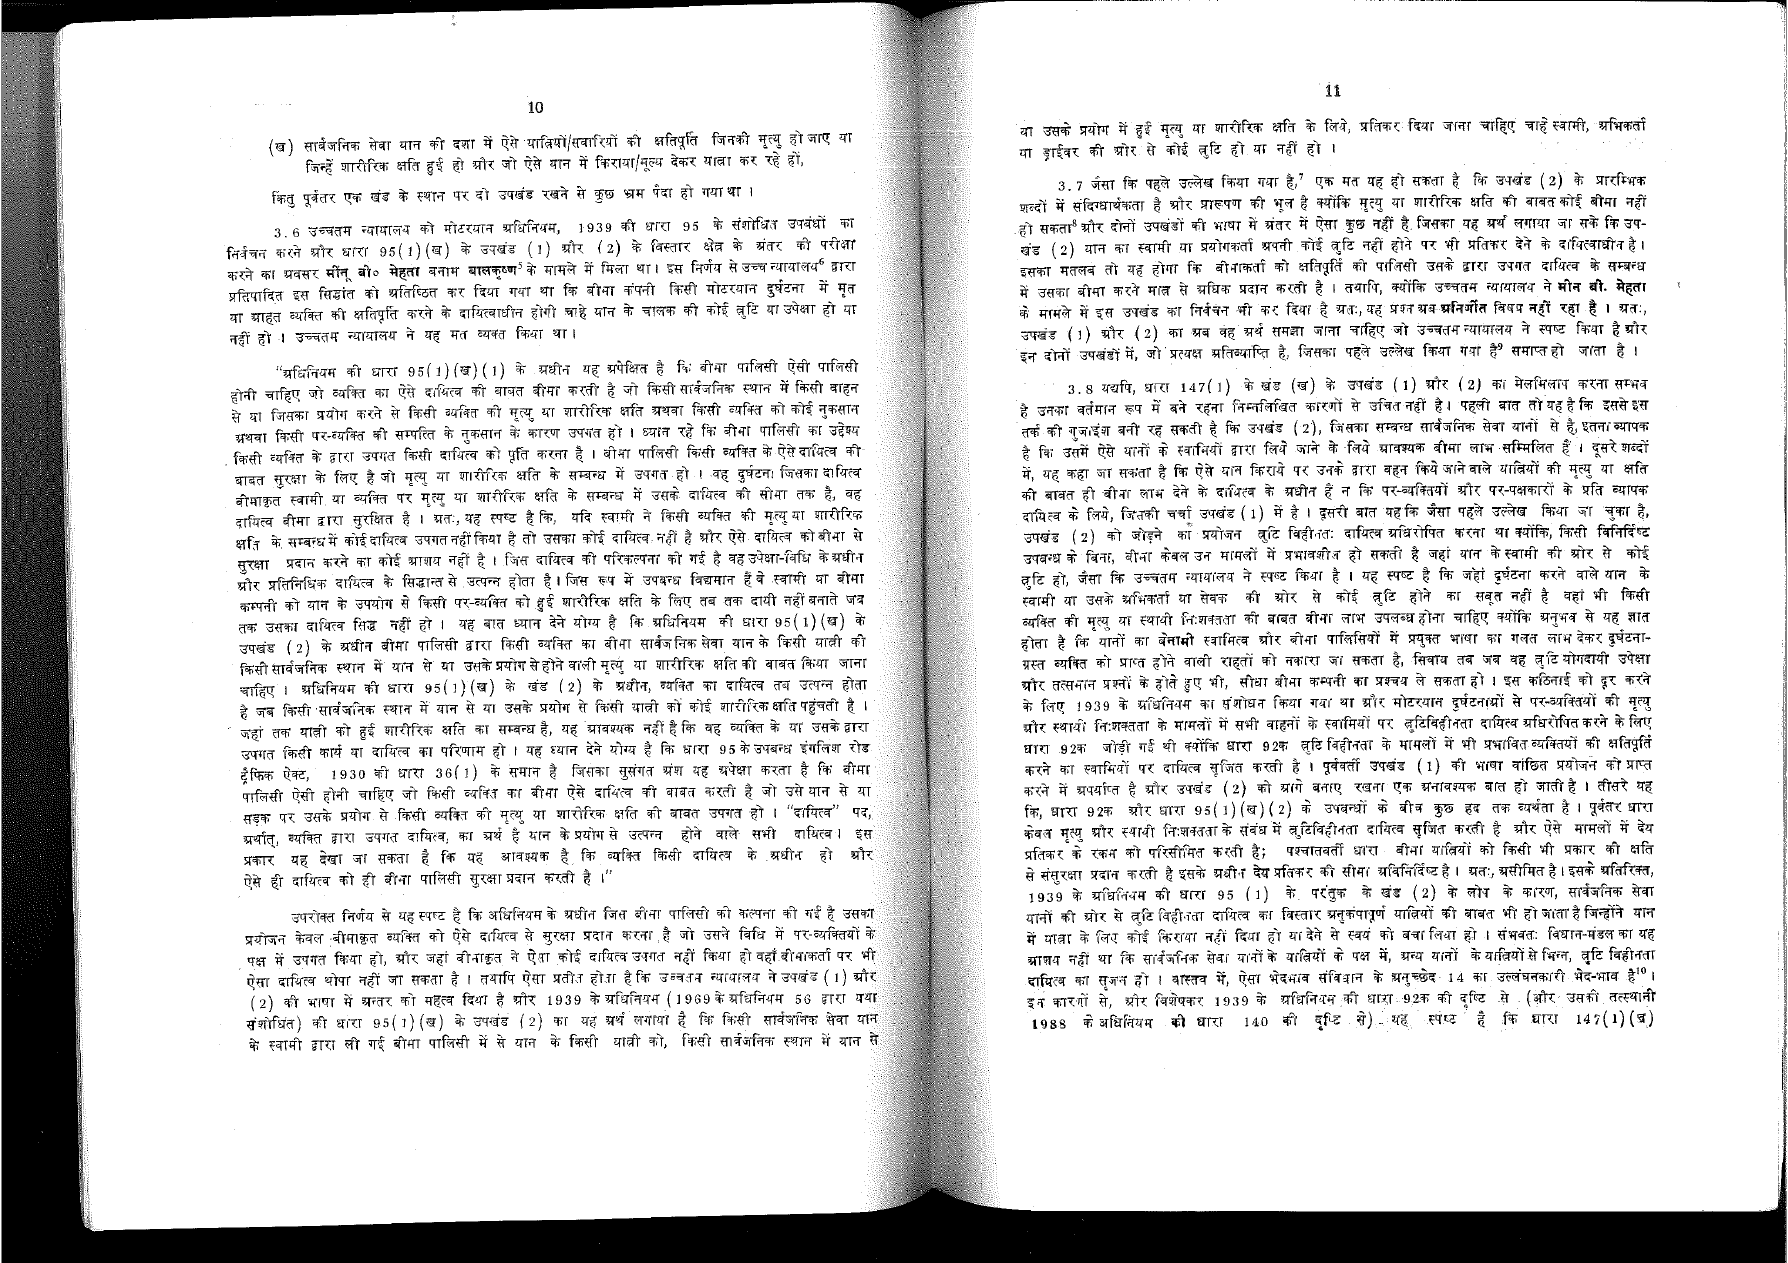 10
(ख) सार्वजनिक सेवा यान की दशा में ऐसे यात्रियों/सवारियों की क्षतिपूर्ति जिनकी मृत्यु हो जाए या
जिन्हें शारीरिक क्षति हुई हो और जो ऐसे यान में किराया/मूल्य देकर यात्रा कर रहे हों,
किंतु पूर्वतर एक खंड के स्थान पर दो उपखंड रखने से कुछ भ्रम पैदा हो गया था ।
3.6 उच्चतम न्यायालय को मोटरयान अधिनियम, 1939 की धारा 95 के संशोधित उपबंधों का
निर्वचन करने और धारा 95(1)(ख) के उपखंड (1) और (2) के विस्तार क्षेत्र के अंतर की परीक्षा
करने का अवसर मीनू बी० मेहता बनाम बालकृष्ण⁵ के मामले में मिला था । इस निर्णय से उच्च न्यायालय⁶ द्वारा
प्रतिपादित इस सिद्धांत को प्रतिष्ठित कर दिया गया था कि बीमा कंपनी किसी मोटरयान दुर्घटना में मृत
या आहत व्यक्ति की क्षतिपूर्ति करने के दायित्वाधीन होगी चाहे यान के चालक की कोई त्रुटि या उपेक्षा हो या
नहीं हो । उच्चतम न्यायालय ने यह मत व्यक्त किया था ।
“अधिनियम की धारा 95(1)(ख)(1) के अधीन यह अपेक्षित है कि बीमा पालिसी ऐसी पालिसी
होनी चाहिए जो व्यक्ति का ऐसे दायित्व की बाबत बीमा करती है जो किसी सार्वजनिक स्थान में किसी वाहन
से या जिसका प्रयोग करने से किसी व्यक्ति की मृत्यु या शारीरिक क्षति अथवा किसी व्यक्ति को कोई नुकसान
अथवा किसी पर-व्यक्ति की सम्पत्ति के नुकसान के कारण उपगत हो । ध्यान रहे कि बीमा पालिसी का उद्देश्य
किसी व्यक्ति के द्वारा उपगत किसी दायित्व की पूर्ति करना है । बीमा पालिसी किसी व्यक्ति के ऐसे दायित्व की
बाबत सुरक्षा के लिए है जो मृत्यु या शारीरिक क्षति के सम्बन्ध में उपगत हो । वह दुर्घटना जिसका दायित्व
बीमाकृत स्वामी या व्यक्ति पर मृत्यु या शारीरिक क्षति के सम्बन्ध में उसके दायित्व की सीमा तक है, वह
दायित्व बीमा द्वारा सुरक्षित है । अतः, यह स्पष्ट है कि, यदि स्वामी ने किसी व्यक्ति की मृत्यु या शारीरिक
क्षति के सम्बन्ध में कोई दायित्व उपगत नहीं किया है तो उसका कोई दायित्व नहीं है और ऐसे दायित्व को बीमा से
सुरक्षा प्रदान करने का कोई आशय नहीं है । जिस दायित्व की परिकल्पना की गई है वह उपेक्षा-विधि के अधीन
और प्रतिनिधिक दायित्व के सिद्धान्त से उत्पन्न होता है । जिस रूप में उपबन्ध विद्यमान हैं वे स्वामी या बीमा
कम्पनी को यान के उपयोग से किसी पर-व्यक्ति को हुई शारीरिक क्षति के लिए तब तक दायी नहीं बनाते जब
तक उसका दायित्व सिद्ध नहीं हो । यह बात ध्यान देने योग्य है कि अधिनियम की धारा 95(1)(ख) के
उपखंड (2) के अधीन बीमा पालिसी द्वारा किसी व्यक्ति का बीमा सार्वजनिक सेवा यान के किसी यात्री की
किसी सार्वजनिक स्थान में यान से या उसके प्रयोग से होने वाली मृत्यु या शारीरिक क्षति की बाबत किया जाना
चाहिए । अधिनियम की धारा 95(1)(ख) के खंड (2) के अधीन, व्यक्ति का दायित्व तब उत्पन्न होता
है जब किसी सार्वजनिक स्थान में यान से या उसके प्रयोग से किसी यात्री को कोई शारीरिक क्षति पहुंचती है ।
जहां तक यात्री को हुई शारीरिक क्षति का सम्बन्ध है, यह आवश्यक नहीं है कि वह व्यक्ति के या उसके द्वारा
उपगत किसी कार्य या दायित्व का परिणाम हो । यह ध्यान देने योग्य है कि धारा 95 के उपबन्ध इंगलिश रोड
ट्रैफिक ऐक्ट, 1930 की धारा 36(1) के समान है जिसका सुसंगत अंश यह अपेक्षा करता है कि बीमा
पालिसी ऐसी होनी चाहिए जो किसी व्यक्ति का बीमा ऐसे दायित्व की बाबत करती है जो उसे यान से या
सड़क पर उसके प्रयोग से किसी व्यक्ति की मृत्यु या शारीरिक क्षति की बाबत उपगत हो । “दायित्व” पद,
अर्थात्, व्यक्ति द्वारा उपगत दायित्व, का अर्थ है यान के प्रयोग से उत्पन्न होने वाले सभी दायित्व । इस
प्रकार यह देखा जा सकता है कि यह आवश्यक है कि व्यक्ति किसी दायित्व के अधीन हो और
ऐसे ही दायित्व को ही बीमा पालिसी सुरक्षा प्रदान करती है ।”
उपरोक्त निर्णय से यह स्पष्ट है कि अधिनियम के अधीन जिस बीमा पालिसी की कल्पना की गई है उसका
प्रयोजन केवल बीमाकृत व्यक्ति को ऐसे दायित्व से सुरक्षा प्रदान करना है जो उसने विधि में पर-व्यक्तियों के
पक्ष में उपगत किया हो, और जहां बीमाकृत ने ऐसा कोई दायित्व उपगत नहीं किया हो वहाँ बीमाकर्ता पर भी
ऐसा दायित्व थोपा नहीं जा सकता है । तथापि ऐसा प्रतीत होता है कि उच्चतम न्यायालय ने उपखंड (1) और
(2) की भाषा में अन्तर को महत्व दिया है और 1939 के अधिनियम (1969 के अधिनियम 56 द्वारा यथा
संशोधित) की धारा 95(1)(ख) के उपखंड (2) का यह अर्थ लगाया है कि किसी सार्वजनिक सेवा यान
के स्वामी द्वारा ली गई बीमा पालिसी में से यान के किसी यात्री को, किसी सार्वजनिक स्थान में यान से
11
या उसके प्रयोग में हुई मृत्यु या शारीरिक क्षति के लिये, प्रतिकर दिया जाना चाहिए चाहे स्वामी, अभिकर्ता
या ड्राईवर की ओर से कोई त्रुटि हो या नहीं हो ।
3.7 जैसा कि पहले उल्लेख किया गया है,⁷ एक मत यह हो सकता है कि उपखंड (2) के प्रारम्भिक
शब्दों में संदिग्धार्थकता है और प्रारूपण की भूल है क्योंकि मृत्यु या शारीरिक क्षति की बाबत कोई बीमा नहीं
हो सकता⁸ और दोनों उपखंडों की भाषा में अंतर में ऐसा कुछ नहीं है जिसका यह अर्थ लगाया जा सके कि उप-
खंड (2) यान का स्वामी या प्रयोगकर्ता अपनी कोई त्रुटि नहीं होने पर भी प्रतिकर देने के दायित्वाधीन है ।
इसका मतलब तो यह होगा कि बीमाकर्ता को क्षतिपूर्ति की पालिसी उसके द्वारा उपगत दायित्व के सम्बन्ध
में उसका बीमा करने मात्र से अधिक प्रदान करती है । तथापि, क्योंकि उच्चतम न्यायालय ने मीन बी. मेहता
के मामले में इस उपखंड का निर्वचन भी कर दिया है अतः, यह प्रश्न अब अनिर्णीत विषय नहीं रहा है । अतः,
उपखंड (1) और (2) का अब वह अर्थ समझा जाना चाहिए जो उच्चतम न्यायालय ने स्पष्ट किया है और
इन दोनों उपखंडों में, जो प्रत्यक्ष अतिव्याप्ति है, जिसका पहले उल्लेख किया गया है⁹ समाप्त हो जाता है ।
3.8 यद्यपि, धारा 147(1) के खंड (ख) के उपखंड (1) और (2) का मेलमिलाप करना सम्भव
है उनका वर्तमान रूप में बने रहना निम्नलिखित कारणों से उचित नहीं है । पहली बात तो यह है कि इससे इस
तर्क की गुजाइंश बनी रह सकती है कि उपखंड (2), जिसका सम्बन्ध सार्वजनिक सेवा यानों से है, इतना व्यापक
है कि उसमें ऐसे यानों के स्वामियों द्वारा लिये जाने के लिये आवश्यक बीमा लाभ सम्मिलित हैं । दूसरे शब्दों
में, यह कहा जा सकता है कि ऐसे यान किराये पर उनके द्वारा वहन किये जाने वाले यात्रियों की मृत्यु या क्षति
की बाबत ही बीमा लाभ देने के दायित्व के अधीन हैं न कि पर-व्यक्तियों और पर-पक्षकारों के प्रति व्यापक
दायित्व के लिये, जितकी चर्चा उपखंड (1) में है । दूसरी बात यह कि जैसा पहले उल्लेख किया जा चुका है,
उपखंड (2) को जोड़ने का प्रयोजन त्रुटि विहीनतः दायित्व अधिरोपित करना था क्योंकि, किसी विनिर्दिष्ट
उपबन्ध के बिना, बीमा केवल उन मामलों में प्रभावशील हो सकती है जहां यान के स्वामी की ओर से कोई
त्रुटि हो, जैसा कि उच्चतम न्यायालय ने स्पष्ट किया है । यह स्पष्ट है कि जहां दुर्घटना करने वाले यान के
स्वामी या उसके अभिकर्ता या सेवक की ओर से कोई त्रुटि होने का सबूत नहीं है वहां भी किसी
व्यक्ति की मृत्यु या स्थायी निःशक्तता की बाबत बीमा लाभ उपलब्ध होना चाहिए क्योंकि अनुभव से यह ज्ञात
होता है कि यानों का बेनामी स्वामित्व और बीमा पालिसियों में प्रयुक्त भाषा का गलत लाभ देकर दुर्घटना-
ग्रस्त व्यक्ति को प्राप्त होने वाली राहतों को नकारा जा सकता है, सिवाय तब जब वह त्रुटि योगदायी उपेक्षा
और तत्समान प्रश्नों के होते हुए भी, सीधा बीमा कम्पनी का प्रश्रय ले सकता हो । इस कठिनाई को दूर करने
के लिए 1939 के अधिनियम का संशोधन किया गया था और मोटरयान दुर्घटनाओं से पर-व्यक्तियों की मृत्यु
और स्थायी निःशक्तता के मामलों में सभी वाहनों के स्वामियों पर त्रुटिविहीनता दायित्व अधिरोपित करने के लिए
धारा 92क जोड़ी गई थी क्योंकि धारा 92क त्रुटि विहीनता के मामलों में भी प्रभावित व्यक्तियों की क्षतिपूर्ति
करने का स्वामियों पर दायित्व सृजित करती है । पूर्ववर्ती उपखंड (1) की भाषा वांछित प्रयोजन को प्राप्त
करने में अपर्याप्त है और उपखंड (2) को आगे बनाए रखना एक अनावश्यक बात हो जाती है । तीसरे यह
कि, धारा 92क और धारा 95(1)(ख)(2) के उपबन्धों के बीच कुछ हद तक व्यर्थता है । पूर्वतर धारा
केवल मृत्यु और स्थायी निःशक्तता के संबंध में त्रुटिविहीनता दायित्व सृजित करती है और ऐसे मामलों में देय
प्रतिकर के रकम को परिसीमित करती है; पश्चातवर्ती धारा बीमा यात्रियों को किसी भी प्रकार की क्षति
से संसुरक्षा प्रदान करती है इसके अधीन देय प्रतिकर की सीमा अविनिर्दिष्ट है । अतः, असीमित है । इसके अतिरिक्त,
1939 के अधिनियम की धारा 95 (1) के परंतुक के खंड (2) के लोप के कारण, सार्वजनिक सेवा
यानों की ओर से त्रुटि विहीनता दायित्व का विस्तार अनुकंपापूर्ण यात्रियों की बाबत भी हो जाता है जिन्होंने यान
में यात्रा के लिए कोई किराया नहीं दिया हो या देने से स्वयं को बचा लिया हो । संभवतः विधान-मंडल का यह
आशय नहीं था कि सार्वजनिक सेवा यानों के यात्रियों के पक्ष में, अन्य यानों के यात्रियों से भिन्न, त्रुटि विहीनता
दायित्व का सृजन हो । वास्तव में, ऐसा भेदभाव संविधान के अनुच्छेद 14 का उल्लंघनकारी भेद-भाव है¹⁰ ।
इन कारणों से, और विशेषकर 1939 के अधिनियम की धारा 92क की दृष्टि से (और उसकी तत्स्थानी
1988 के अधिनियम की धारा 140 की दृष्टि से) यह स्पष्ट है कि धारा 147(1)(ख)